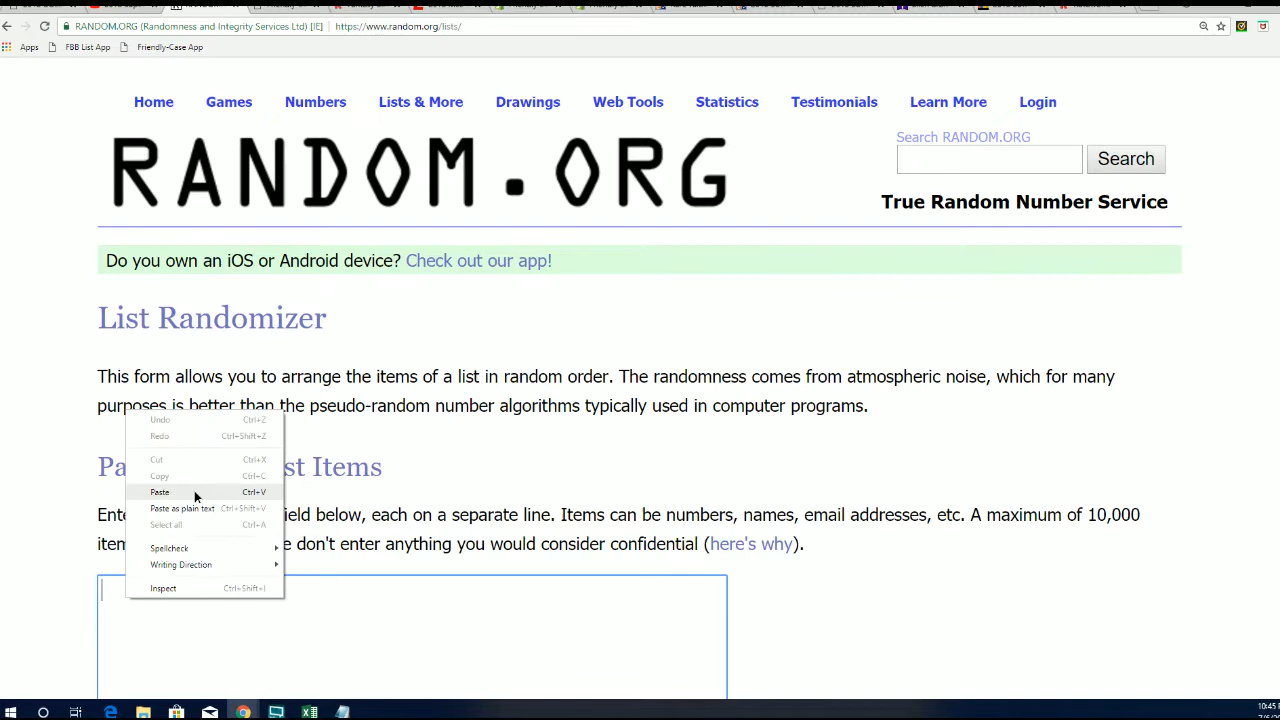 RANDOM.ORG (Randomness and Integrity Services Ltd) [IE] https://www.random.org/lists/
Apps FBB List App Friendly-Case App
Home Games Numbers Lists & More Drawings Web Tools Statistics Testimonials Learn More Login
RANDOM.ORG
Search RANDOM.ORG
Search
True Random Number Service
Do you own an iOS or Android device? Check out our app!
List Randomizer
This form allows you to arrange the items of a list in random order. The randomness comes from atmospheric noise, which for many
purposes is better than the pseudo-random number algorithms typically used in computer programs.
Undo Ctrl+Z
Redo Ctrl+Shift+Z
Cut Ctrl+X
Copy Ctrl+C
Paste Ctrl+V
Paste as plain text Ctrl+Shift+V
Select all Ctrl+A
Spellcheck
Writing Direction
Inspect Ctrl+Shift+I
Pa st Items
Ente ield below, each on a separate line. Items can be numbers, names, email addresses, etc. A maximum of 10,000
item e don't enter anything you would consider confidential (here's why).
10:45